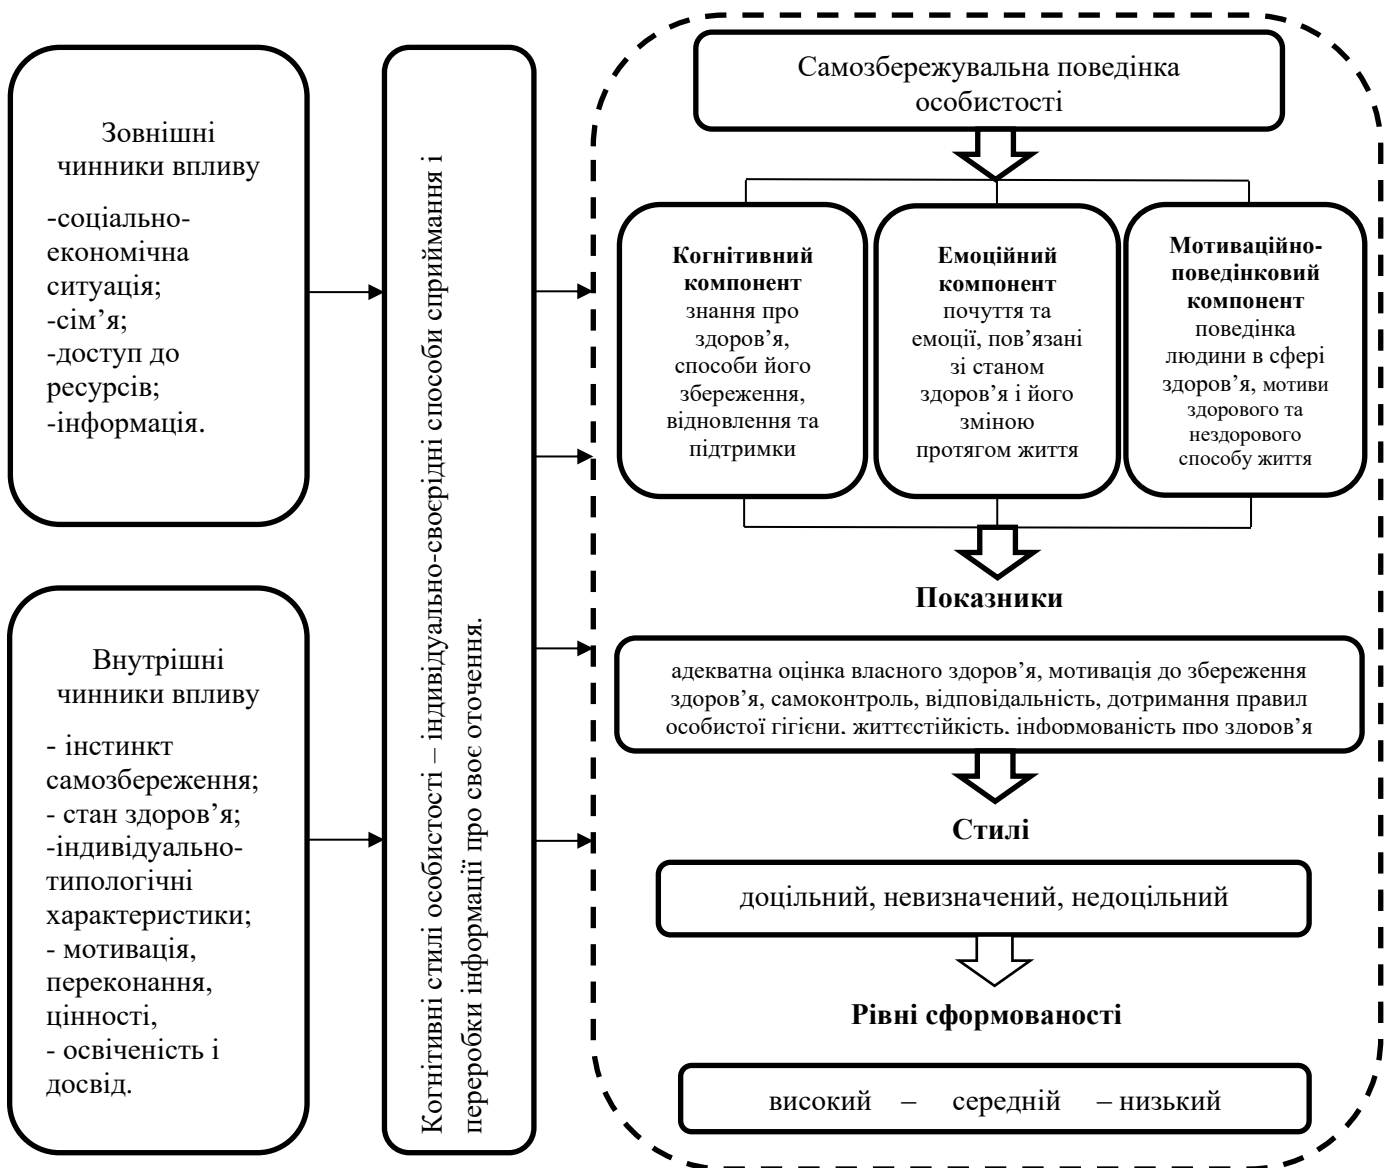 Зовнішні
чинники впливу
-соціально-
економічна
ситуація;
-сім’я;
-доступ до
ресурсів;
-інформація.
Внутрішні
чинники впливу
- інстинкт
самозбереження;
- стан здоров’я;
-індивідуально-
типологічні
характеристики;
- мотивація,
переконання,
цінності,
- освіченість і
досвід.
Когнітивні стилі особистості – індивідуально-своєрідні способи сприймання і
переробки інформації про своє оточення.
Самозбережувальна поведінка
особистості
Когнітивний
компонент
знання про
здоров’я,
способи його
збереження,
відновлення та
підтримки
Емоційний
компонент
почуття та
емоції, пов’язані
зі станом
здоров’я і його
зміною
протягом життя
Мотиваційно-
поведінковий
компонент
поведінка
людини в сфері
здоров’я, мотиви
здорового та
нездорового
способу життя
Показники
адекватна оцінка власного здоров’я, мотивація до збереження
здоров’я, самоконтроль, відповідальність, дотримання правил
особистої гігієни, життєстійкість, інформованість про здоров’я
Стилі
доцільний, невизначений, недоцільний
Рівні сформованості
високий – середній – низький